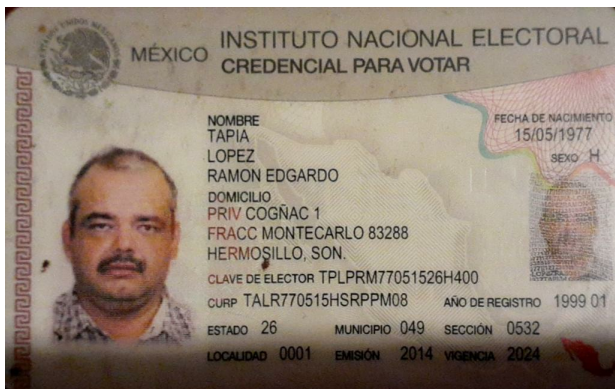 MÉXICO
INSTITUTO NACIONAL ELECTORAL
CREDENCIAL PARA VOTAR
NOMBRE
TAPIA
LOPEZ
RAMON EDGARDO
DOMICILIO
PRIV COGÑAC 1
FRACC MONTECARLO 83288
HERMOSILLO, SON.
FECHA DE NACIMIENTO
15/05/1977
SEXO H
CLAVE DE ELECTOR TPLPRM77051526H400
CURP TALR770515HSRPPM08 AÑO DE REGISTRO 1999 01
ESTADO 26 MUNICIPIO 049 SECCIÓN 0532
LOCALIDAD 0001 EMISIÓN 2014 VIGENCIA 2024